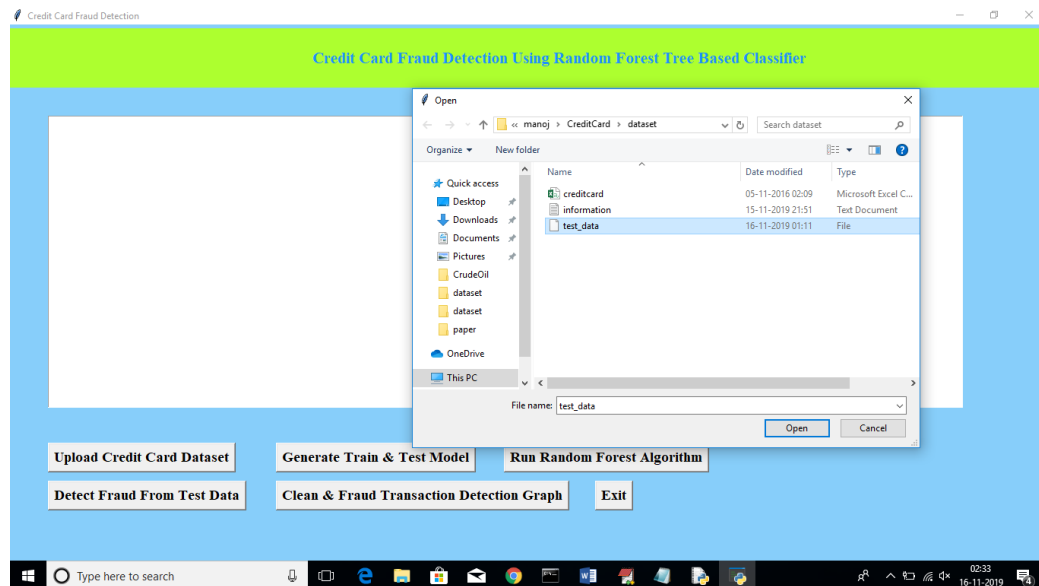 Credit Card Fraud Detection
Credit Card Fraud Detection Using Random Forest Tree Based Classifier
Open
« manoj › CreditCard › dataset
Search dataset
Organize
New folder
Name Date modified Type
Quick access
Desktop
Downloads
Documents
Pictures
CrudeOil
dataset
dataset
paper
OneDrive
This PC
creditcard 05-11-2016 02:09 Microsoft Excel C...
information 15-11-2019 21:51 Text Document
test_data 16-11-2019 01:11 File
File name: test_data
Open Cancel
Upload Credit Card Dataset Generate Train & Test Model Run Random Forest Algorithm
Detect Fraud From Test Data Clean & Fraud Transaction Detection Graph Exit
Type here to search
02:33
16-11-2019